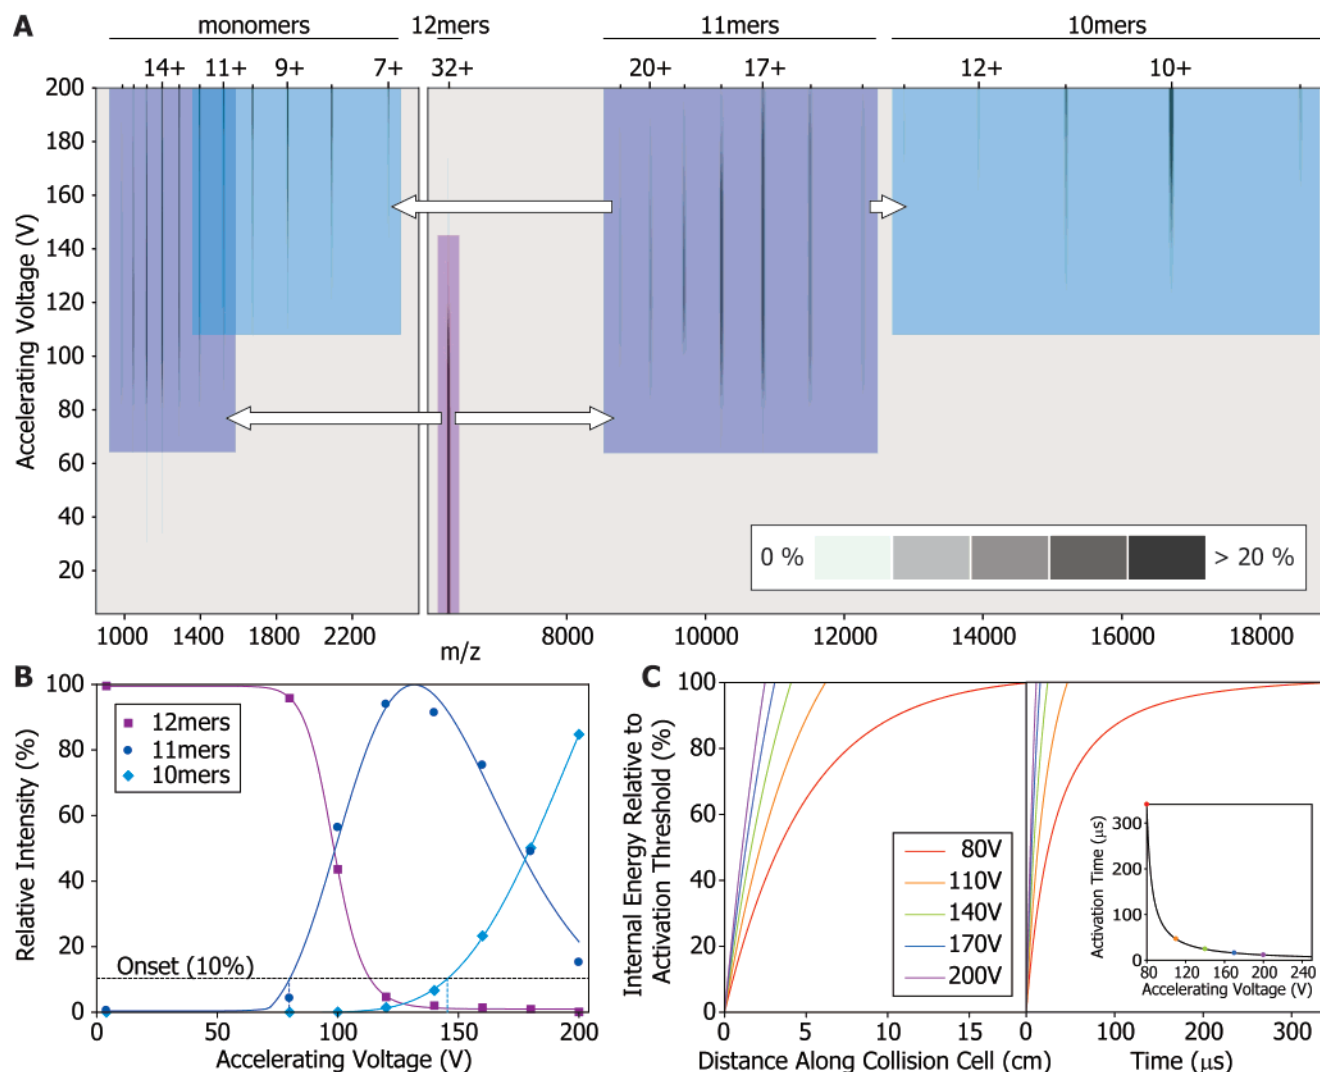 A
monomers
12mers
11mers
10mers
14+ 11+ 9+ 7+ 32+ 20+ 17+ 12+ 10+
Accelerating Voltage (V)
200
180
160
140
120
100
80
60
40
20
0 % > 20 %
1000 1400 1800 2200 8000 10000 12000 14000 16000 18000
m/z
B
Relative Intensity (%)
100
80
60
40
20
0
12mers
11mers
10mers
Onset (10%)
0 50 100 150 200
Accelerating Voltage (V)
C
Internal Energy Relative to
Activation Threshold (%)
100
80
60
40
20
0
80V
110V
140V
170V
200V
0 5 10 15
Distance Along Collision Cell (cm)
Activation Time (µs)
300
200
100
0
80 120 160 200 240
Accelerating Voltage (V)
0 100 200 300
Time (µs)